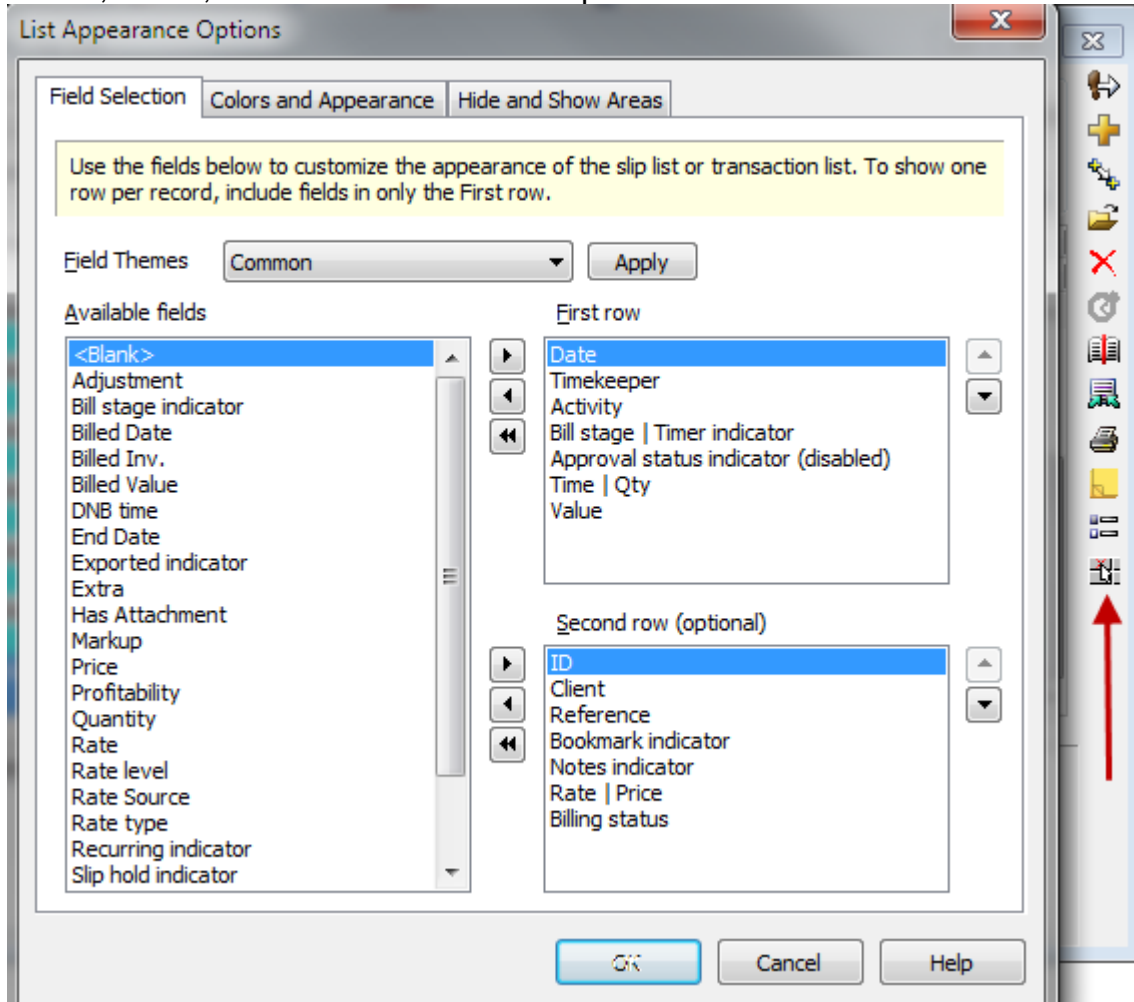 List Appearance Options
Field Selection
Colors and Appearance
Hide and Show Areas
Use the fields below to customize the appearance of the slip list or transaction list. To show one
row per record, include fields in only the First row.
Field Themes
Common
Apply
Available fields
<Blank>
Adjustment
Bill stage indicator
Billed Date
Billed Inv.
Billed Value
DNB time
End Date
Exported indicator
Extra
Has Attachment
Markup
Price
Profitability
Quantity
Rate
Rate level
Rate Source
Rate type
Recurring indicator
Slip hold indicator
First row
Date
Timekeeper
Activity
Bill stage | Timer indicator
Approval status indicator (disabled)
Time | Qty
Value
Second row (optional)
ID
Client
Reference
Bookmark indicator
Notes indicator
Rate | Price
Billing status
OK
Cancel
Help